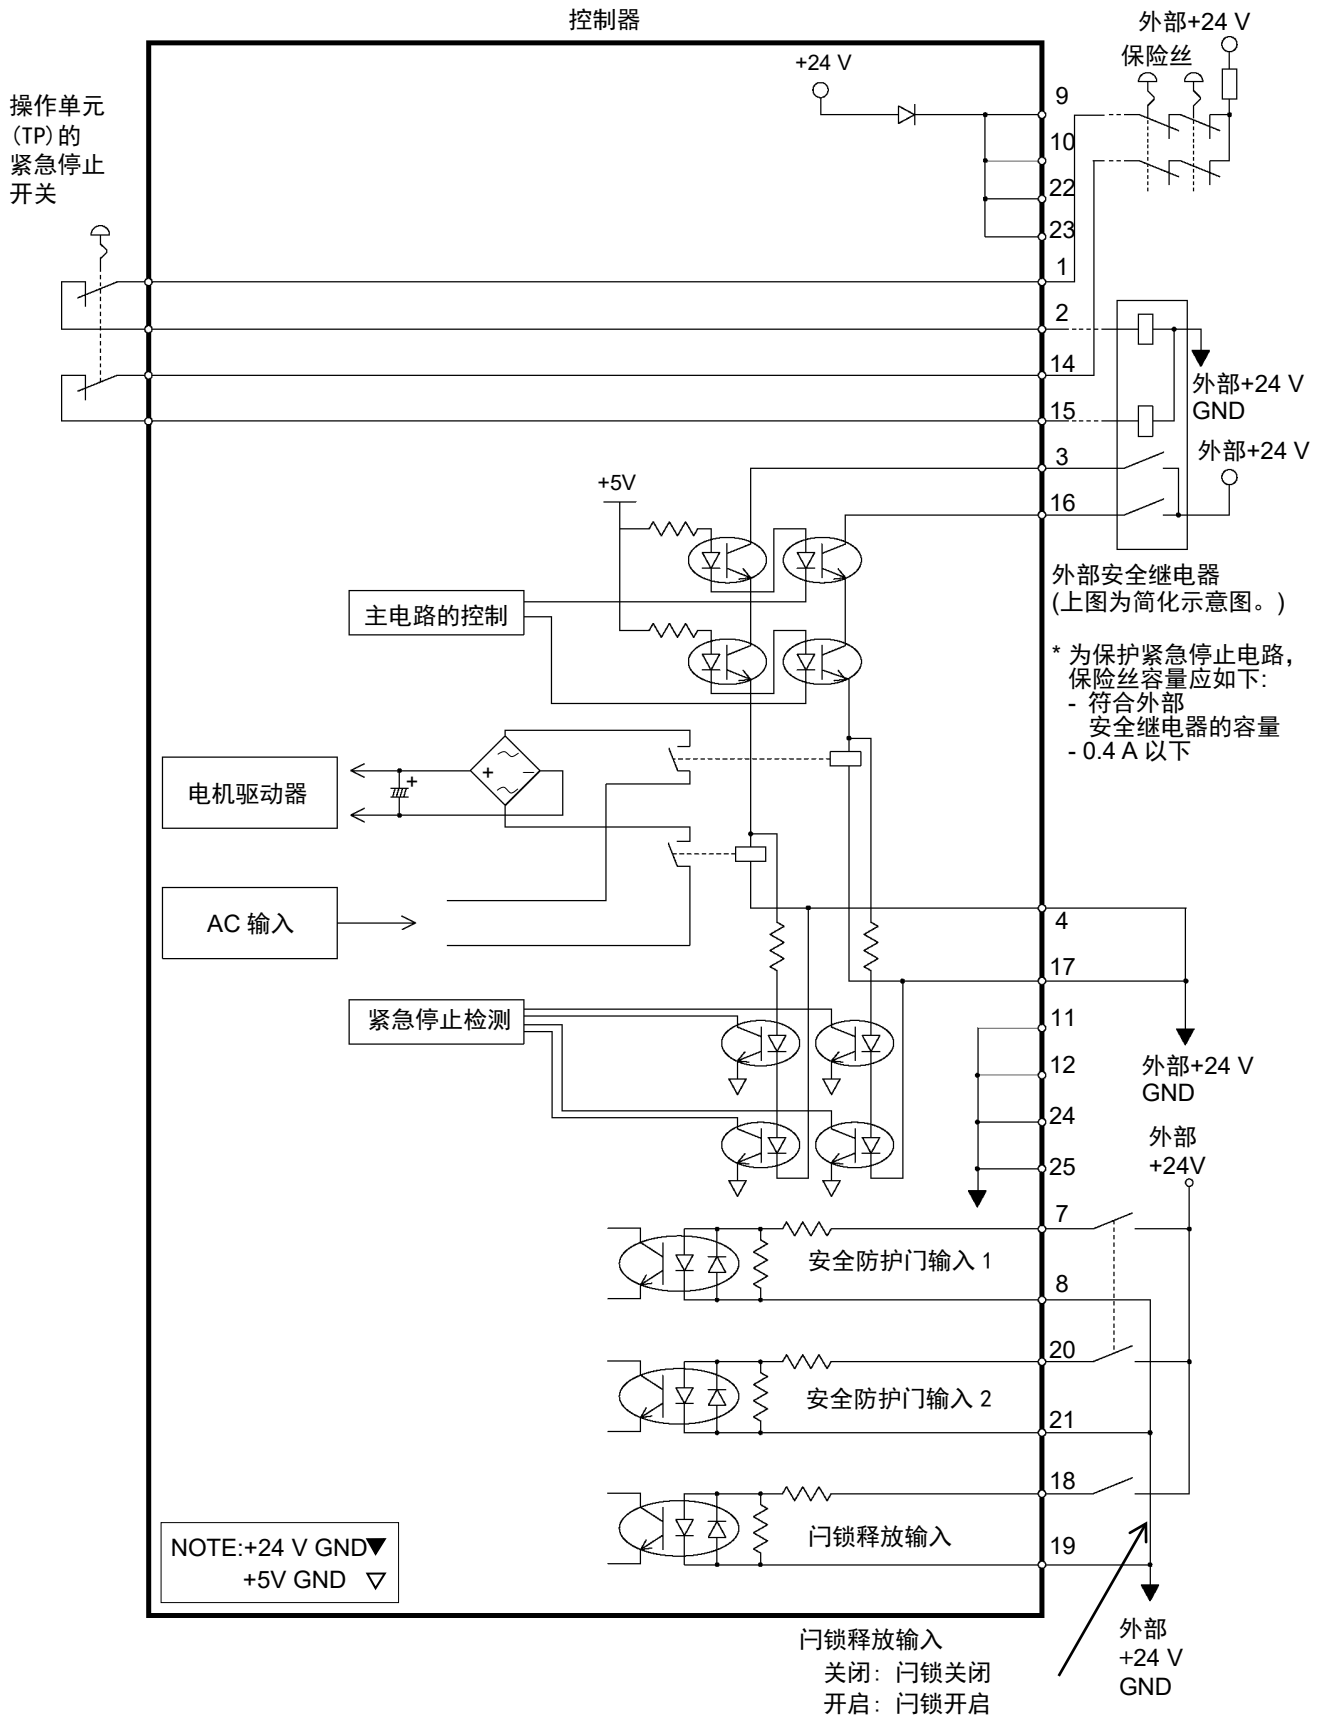 控制器
外部+24 V
保险丝
+24 V
操作单元
(TP)的
紧急停止
开关
9
10
22
23
1
2
14
外部+24 V
GND
15
3
外部+24 V
16
+5V
主电路的控制
外部安全继电器
(上图为简化示意图。)
* 为保护紧急停止电路，
保险丝容量应如下:
- 符合外部
安全继电器的容量
- 0.4 A 以下
电机驱动器
+
-
+
AC 输入
4
17
紧急停止检测
11
12
外部+24 V
GND
24
25
外部
+24V
7
安全防护门输入 1
8
20
安全防护门输入 2
21
18
闩锁释放输入
19
NOTE:+24 V GND▼
+5V GND ▽
外部
+24 V
GND
闩锁释放输入
关闭：闩锁关闭
开启：闩锁开启